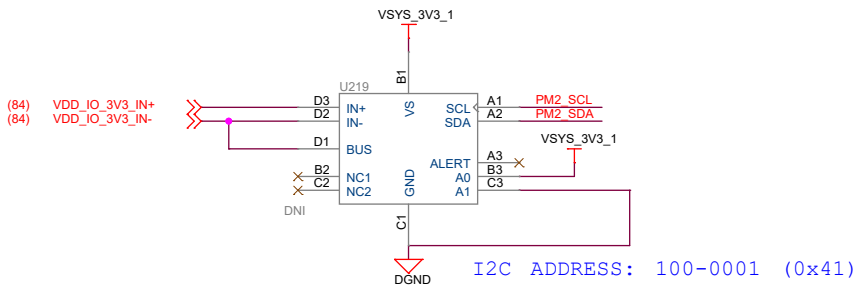 VSYS_3V3_1
B1
U219
(84) VDD_IO_3V3_IN+ D3 IN+ VS SCL A1 PM2_SCL
(84) VDD_IO_3V3_IN- D2 IN- SDA A2 PM2_SDA
VSYS_3V3_1
D1 BUS
ALERT A3
B2 NC1 GND A0 B3
C2 NC2 A1 C3
DNI
C1
DGND
I2C ADDRESS: 100-0001 (0x41)